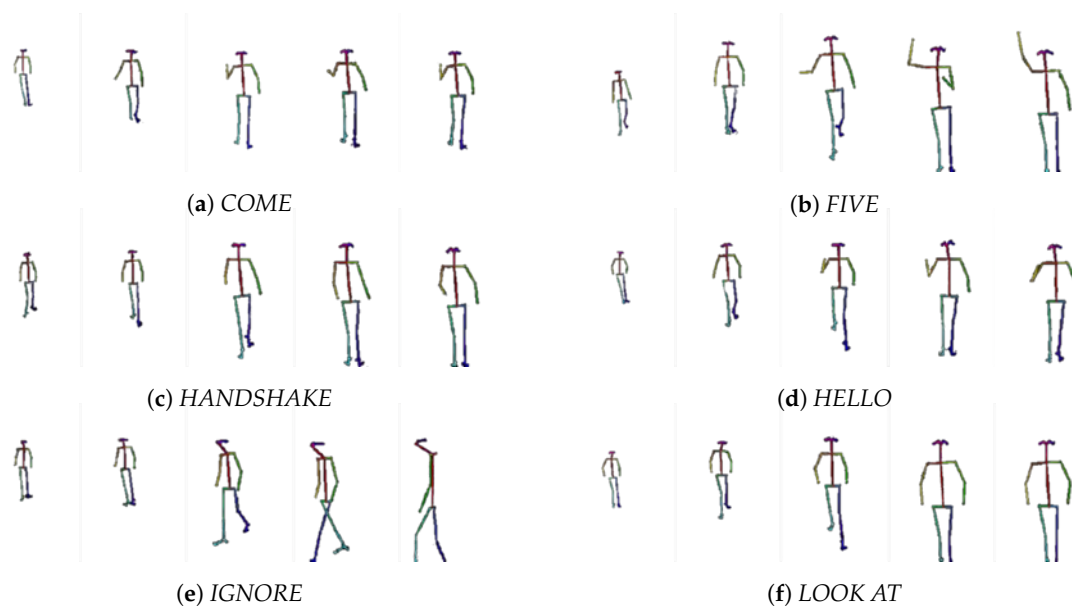 (a) COME
(b) FIVE
(c) HANDSHAKE
(d) HELLO
(e) IGNORE
(f) LOOK AT